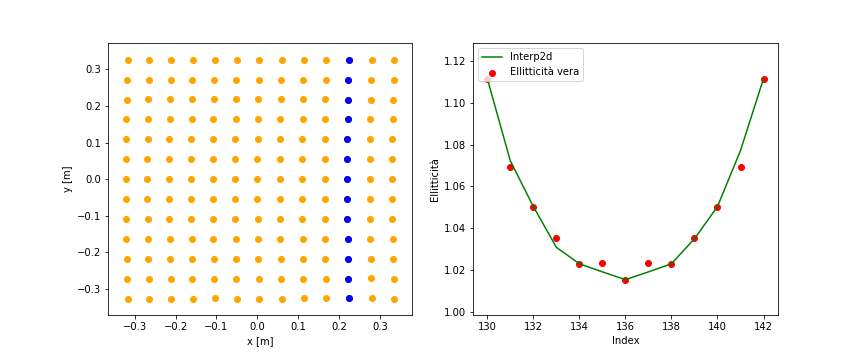 0.3
0.2
0.1
0.0
−0.1
−0.2
−0.3
y [m]
−0.3 −0.2 −0.1 0.0 0.1 0.2 0.3
x [m]
1.12
1.10
1.08
1.06
1.04
1.02
1.00
Ellitticità
Interp2d
Ellitticità vera
130 132 134 136 138 140 142
Index